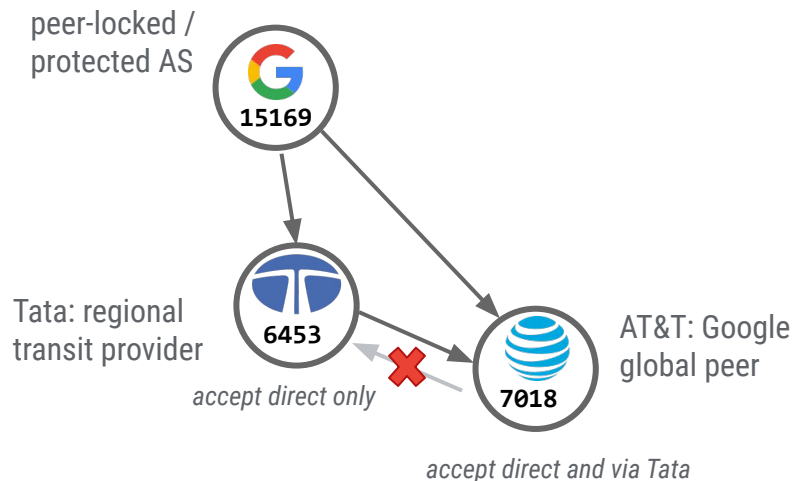 peer-locked /
protected AS
15169
Tata: regional
transit provider
6453
accept direct only
AT&T: Google
global peer
7018
accept direct and via Tata